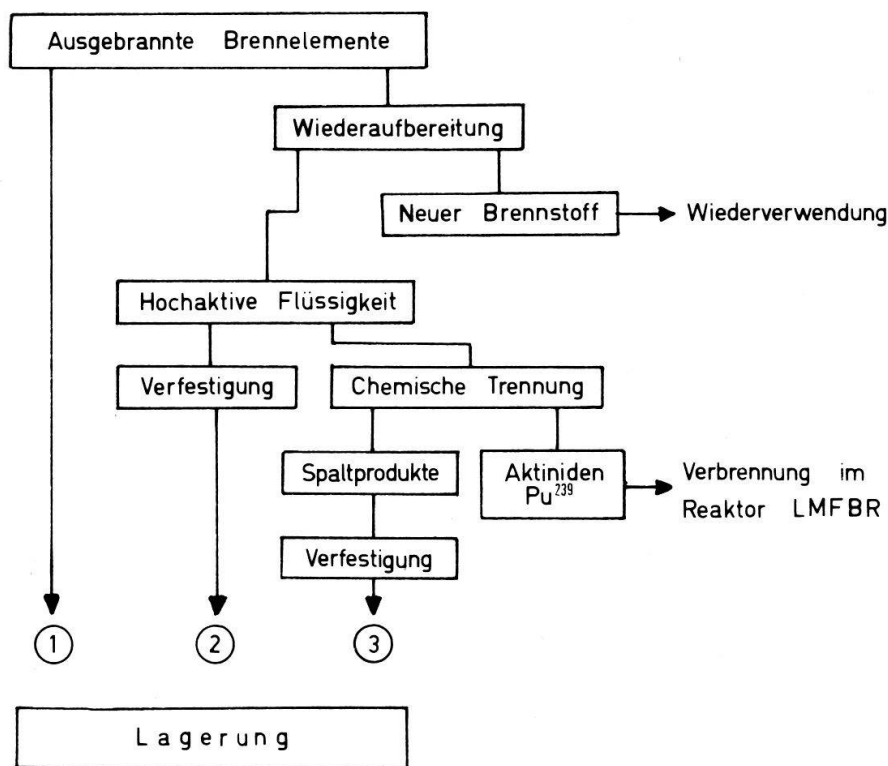 Ausgebrannte Brennelemente
Wiederaufbereitung
Neuer Brennstoff
Wiederverwendung
Hochaktive Flüssigkeit
Verfestigung
Chemische Trennung
Spaltprodukte
Aktiniden
Pu²³⁹
Verbrennung im
Reaktor LMFBR
Verfestigung
1
2
3
Lagerung